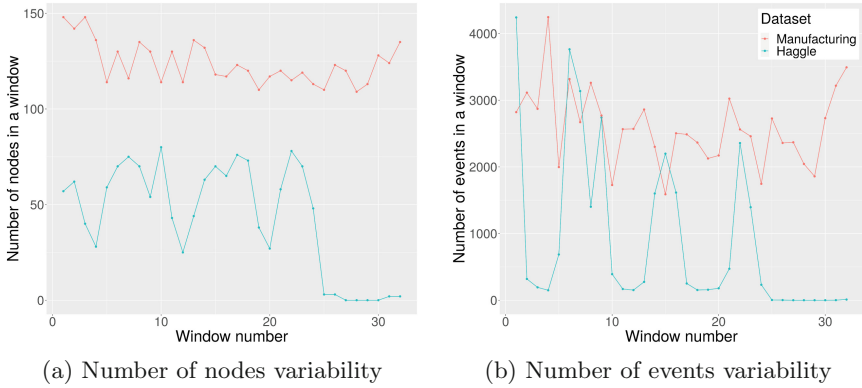 150
100
50
0
Number of nodes in a window
0 10 20 30
Window number
(a) Number of nodes variability
4000
3000
2000
1000
0
Number of events in a window
Dataset
Manufacturing
Haggle
0 10 20 30
Window number
(b) Number of events variability